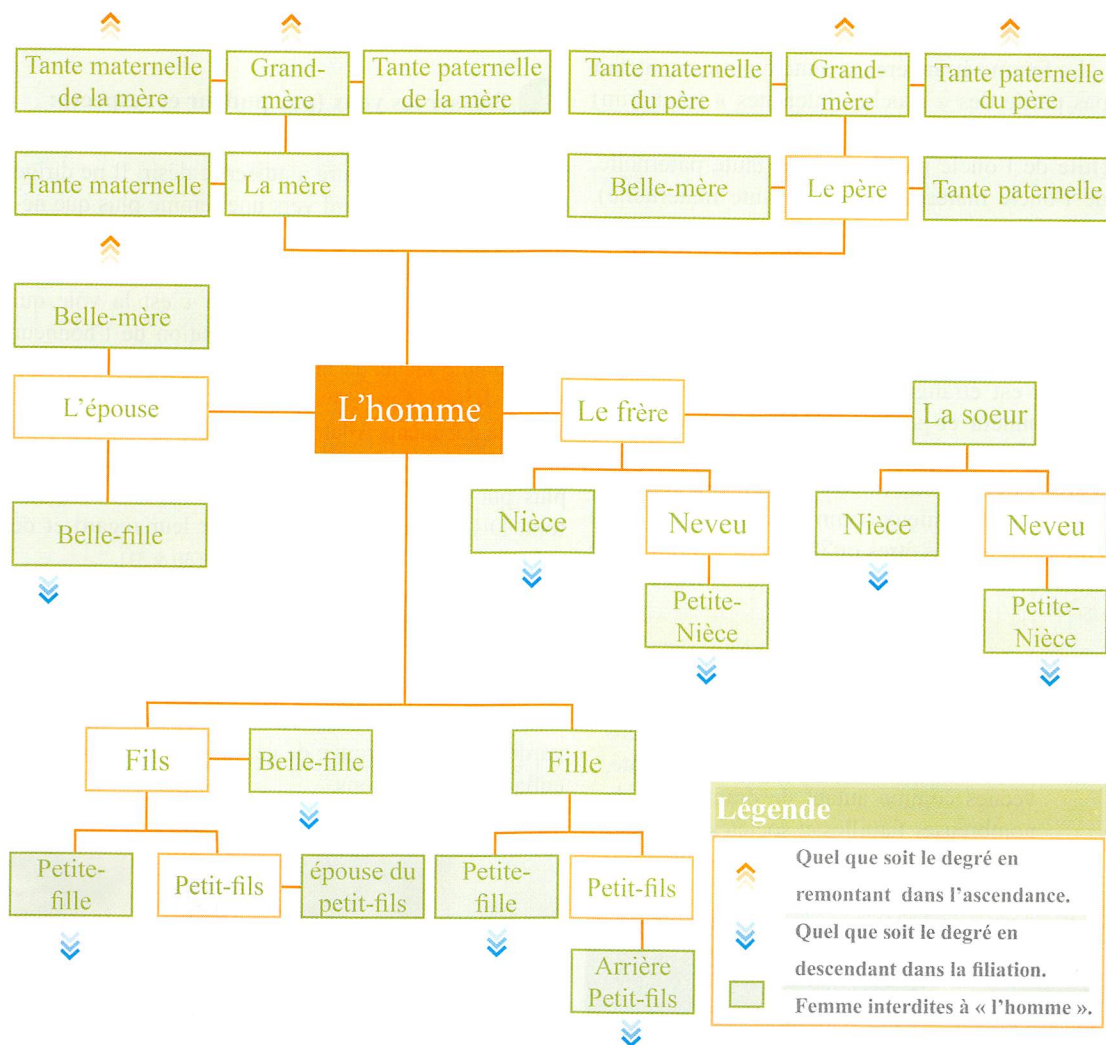 Tante maternelle
de la mère
Grand-
mère
Tante paternelle
de la mère
Tante maternelle
du père
Grand-
mère
Tante paternelle
du père
Tante maternelle
La mère
Belle-mère
Le père
Tante paternelle
Belle-mère
L'épouse
L'homme
Le frère
La soeur
Belle-fille
Nièce
Neveu
Nièce
Neveu
Petite-
Nièce
Petite-
Nièce
Fils
Belle-fille
Fille
Petite-
fille
Petit-fils
épouse du
petit-fils
Petite-
fille
Petit-fils
Arrière
Petit-fils
Légende
Quel que soit le degré en
remontant dans l'ascendance.
Quel que soit le degré en
descendant dans la filiation.
Femme interdites à « l'homme ».